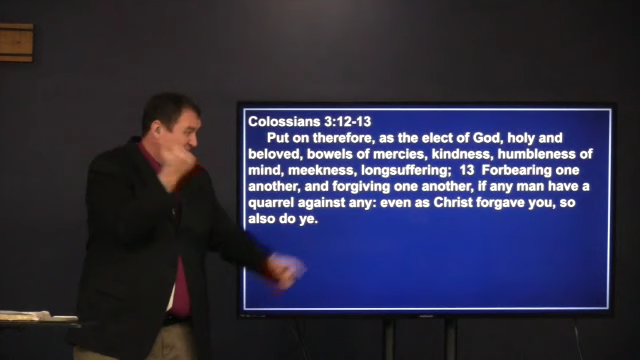 Colossians 3:12-13
Put on therefore, as the elect of God, holy and
beloved, bowels of mercies, kindness, humbleness of
mind, meekness, longsuffering; 13 Forbearing one
another, and forgiving one another, if any man have a
quarrel against any: even as Christ forgave you, so
also do ye.